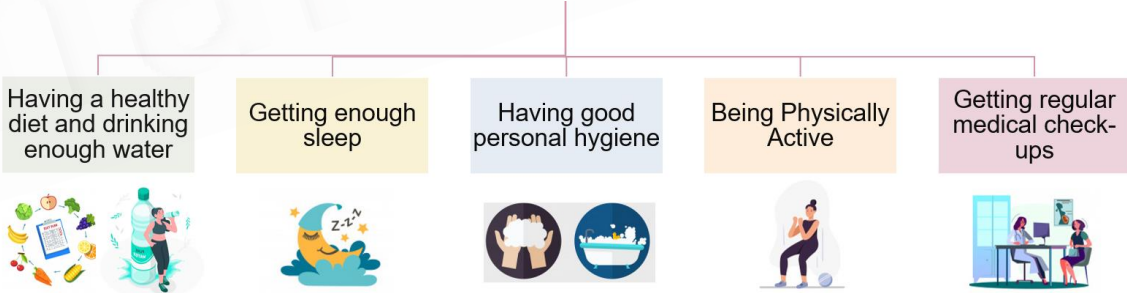 Having a healthy
diet and drinking
enough water
Getting enough
sleep
Having good
personal hygiene
Being Physically
Active
Getting regular
medical check-
ups
z-z-z